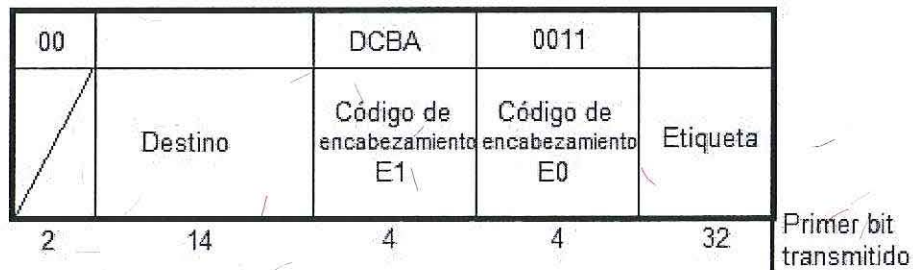 00 DCBA 0011
Destino
Código de
encabezamiento
E1
Código de
encabezamiento
E0
Etiqueta
2 14 4 4 32
Primer bit
transmitido